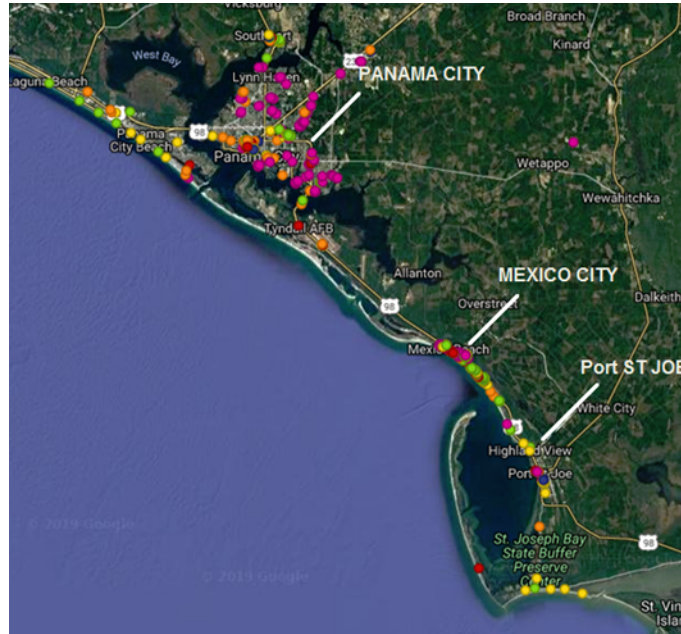 Vicksburg
Broad Branch
Kinard
West Bay
Laguna Beach
Lynn Haven
PANAMA CITY
98
Panama
City Beach
Panama City
Wetappo
Wewahitchka
Tyndall AFB
Allanton
MEXICO CITY
98
Overstreet
Dalkeith
Mexico Beach
Port ST JOE
White City
Highland View
Port St Joe
98
St. Joseph Bay
State Buffer
Preserve
Center
© 2019 Google
© 2019 Google
St. Vin
Islan